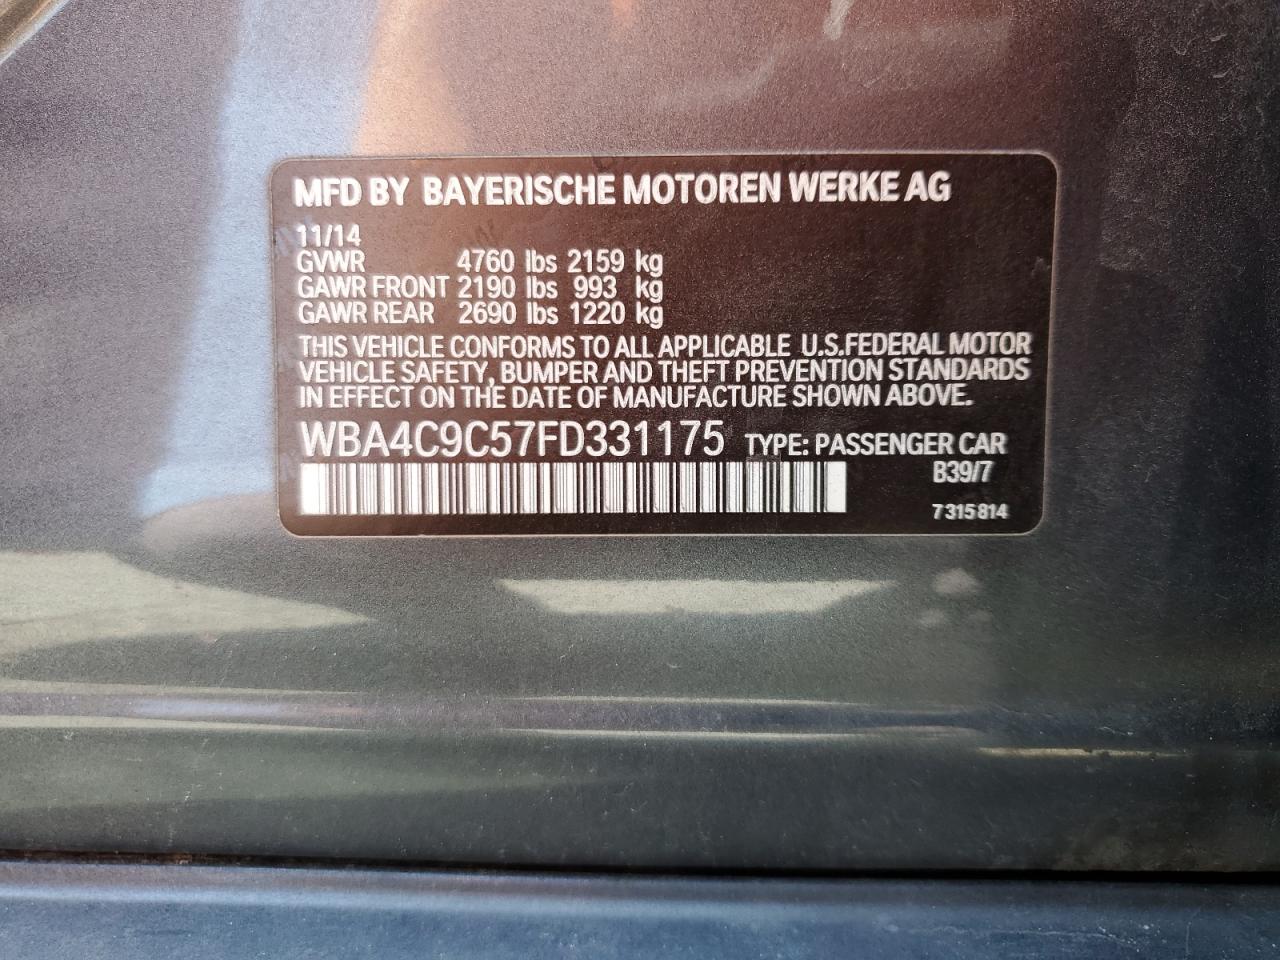 MFD BY BAYERISCHE MOTOREN WERKE AG
11/14
GVWR 4760 lbs 2159 kg
GAWR FRONT 2190 lbs 993 kg
GAWR REAR 2690 lbs 1220 kg
THIS VEHICLE CONFORMS TO ALL APPLICABLE U.S.FEDERAL MOTOR
VEHICLE SAFETY, BUMPER AND THEFT PREVENTION STANDARDS
IN EFFECT ON THE DATE OF MANUFACTURE SHOWN ABOVE.
WBA4C9C57FD331175 TYPE: PASSENGER CAR
B39/7
7 315 814